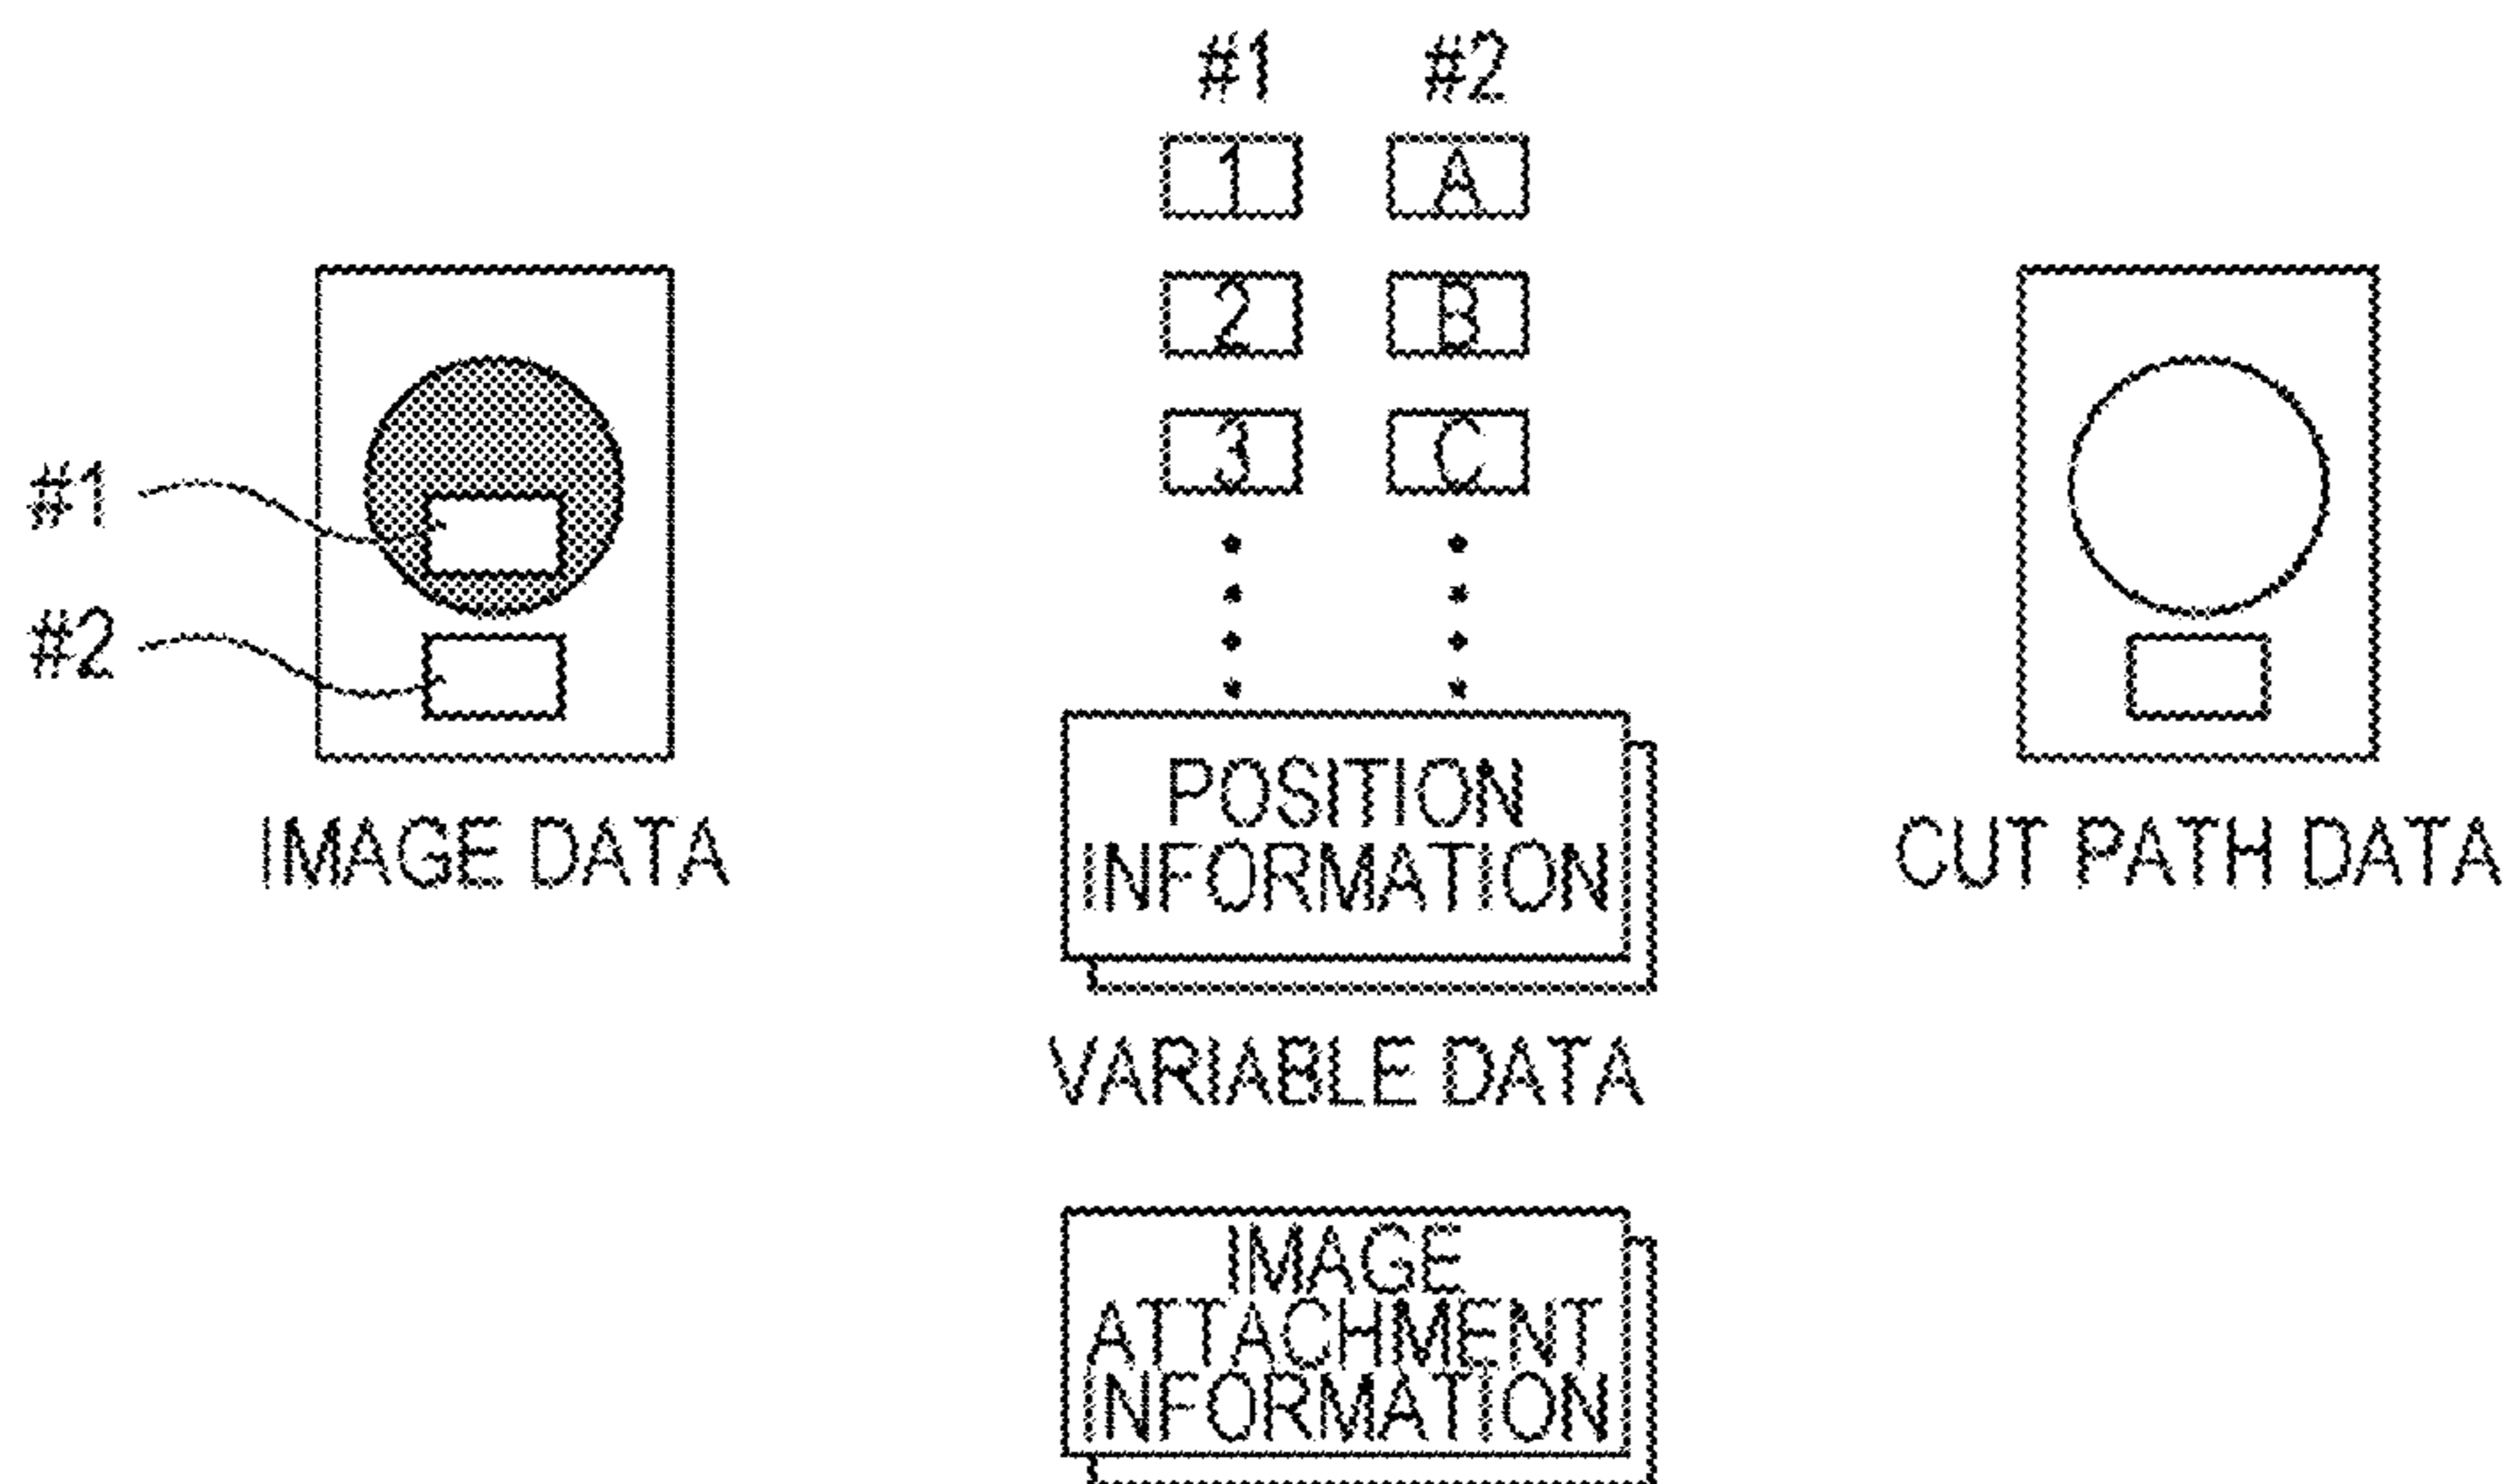 #1 #2
1 A
2 B
3 C
#1
#2
IMAGE DATA
POSITION
INFORMATION
VARIABLE DATA
CUT PATH DATA
IMAGE
ATTACHMENT
INFORMATION